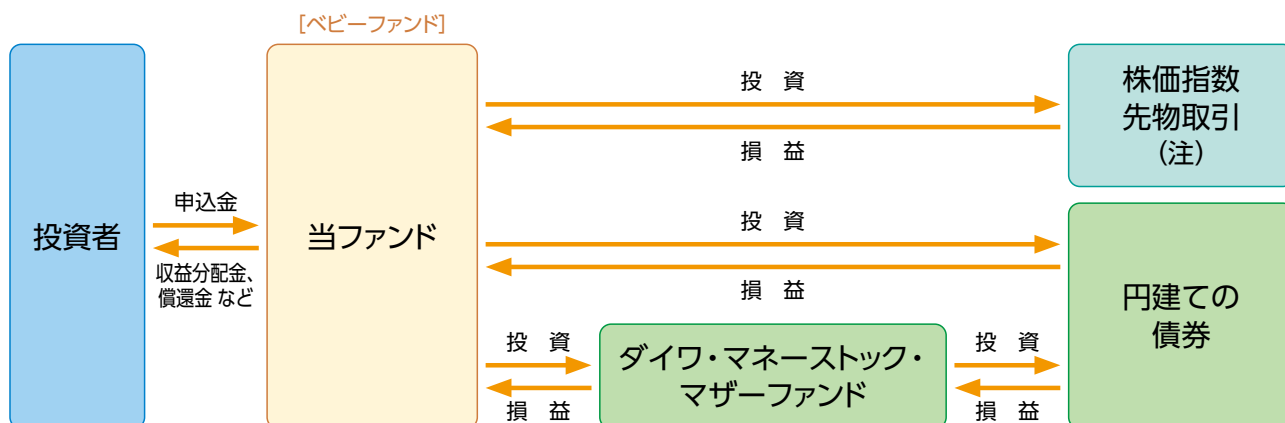 [ベビーファンド]
投資者
申込金
収益分配金、
償還金 など
当ファンド
投 資
損 益
株価指数
先物取引
(注)
投 資
損 益
円建ての
債券
投 資
損 益
ダイワ・マネーストック・
マザーファンド
投 資
損 益